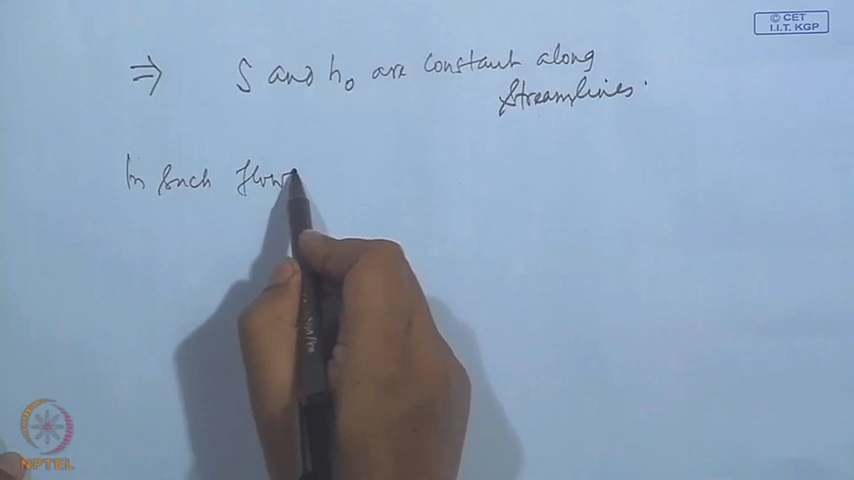 © CET
I.I.T. KGP
⇒ S and h₀ are constant along
streamlines.
In such flow
NPTEL